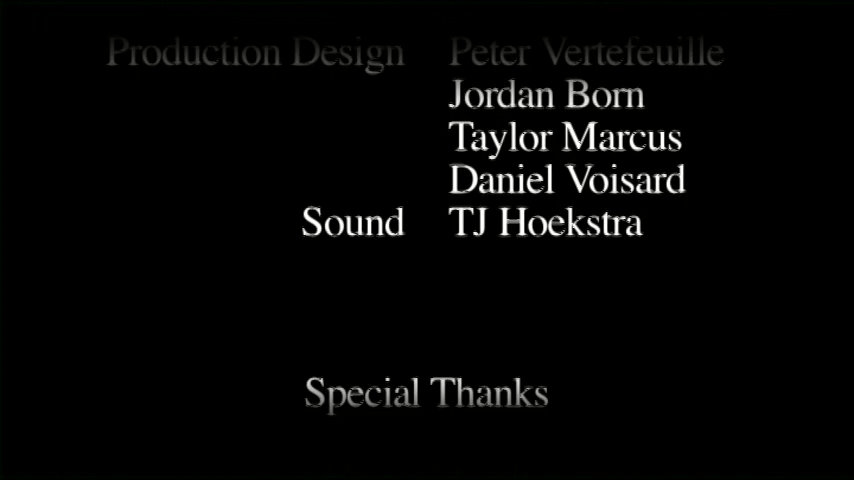 Production Design Peter Vertefeuille
Jordan Born
Taylor Marcus
Daniel Voisard
Sound TJ Hoekstra
Special Thanks